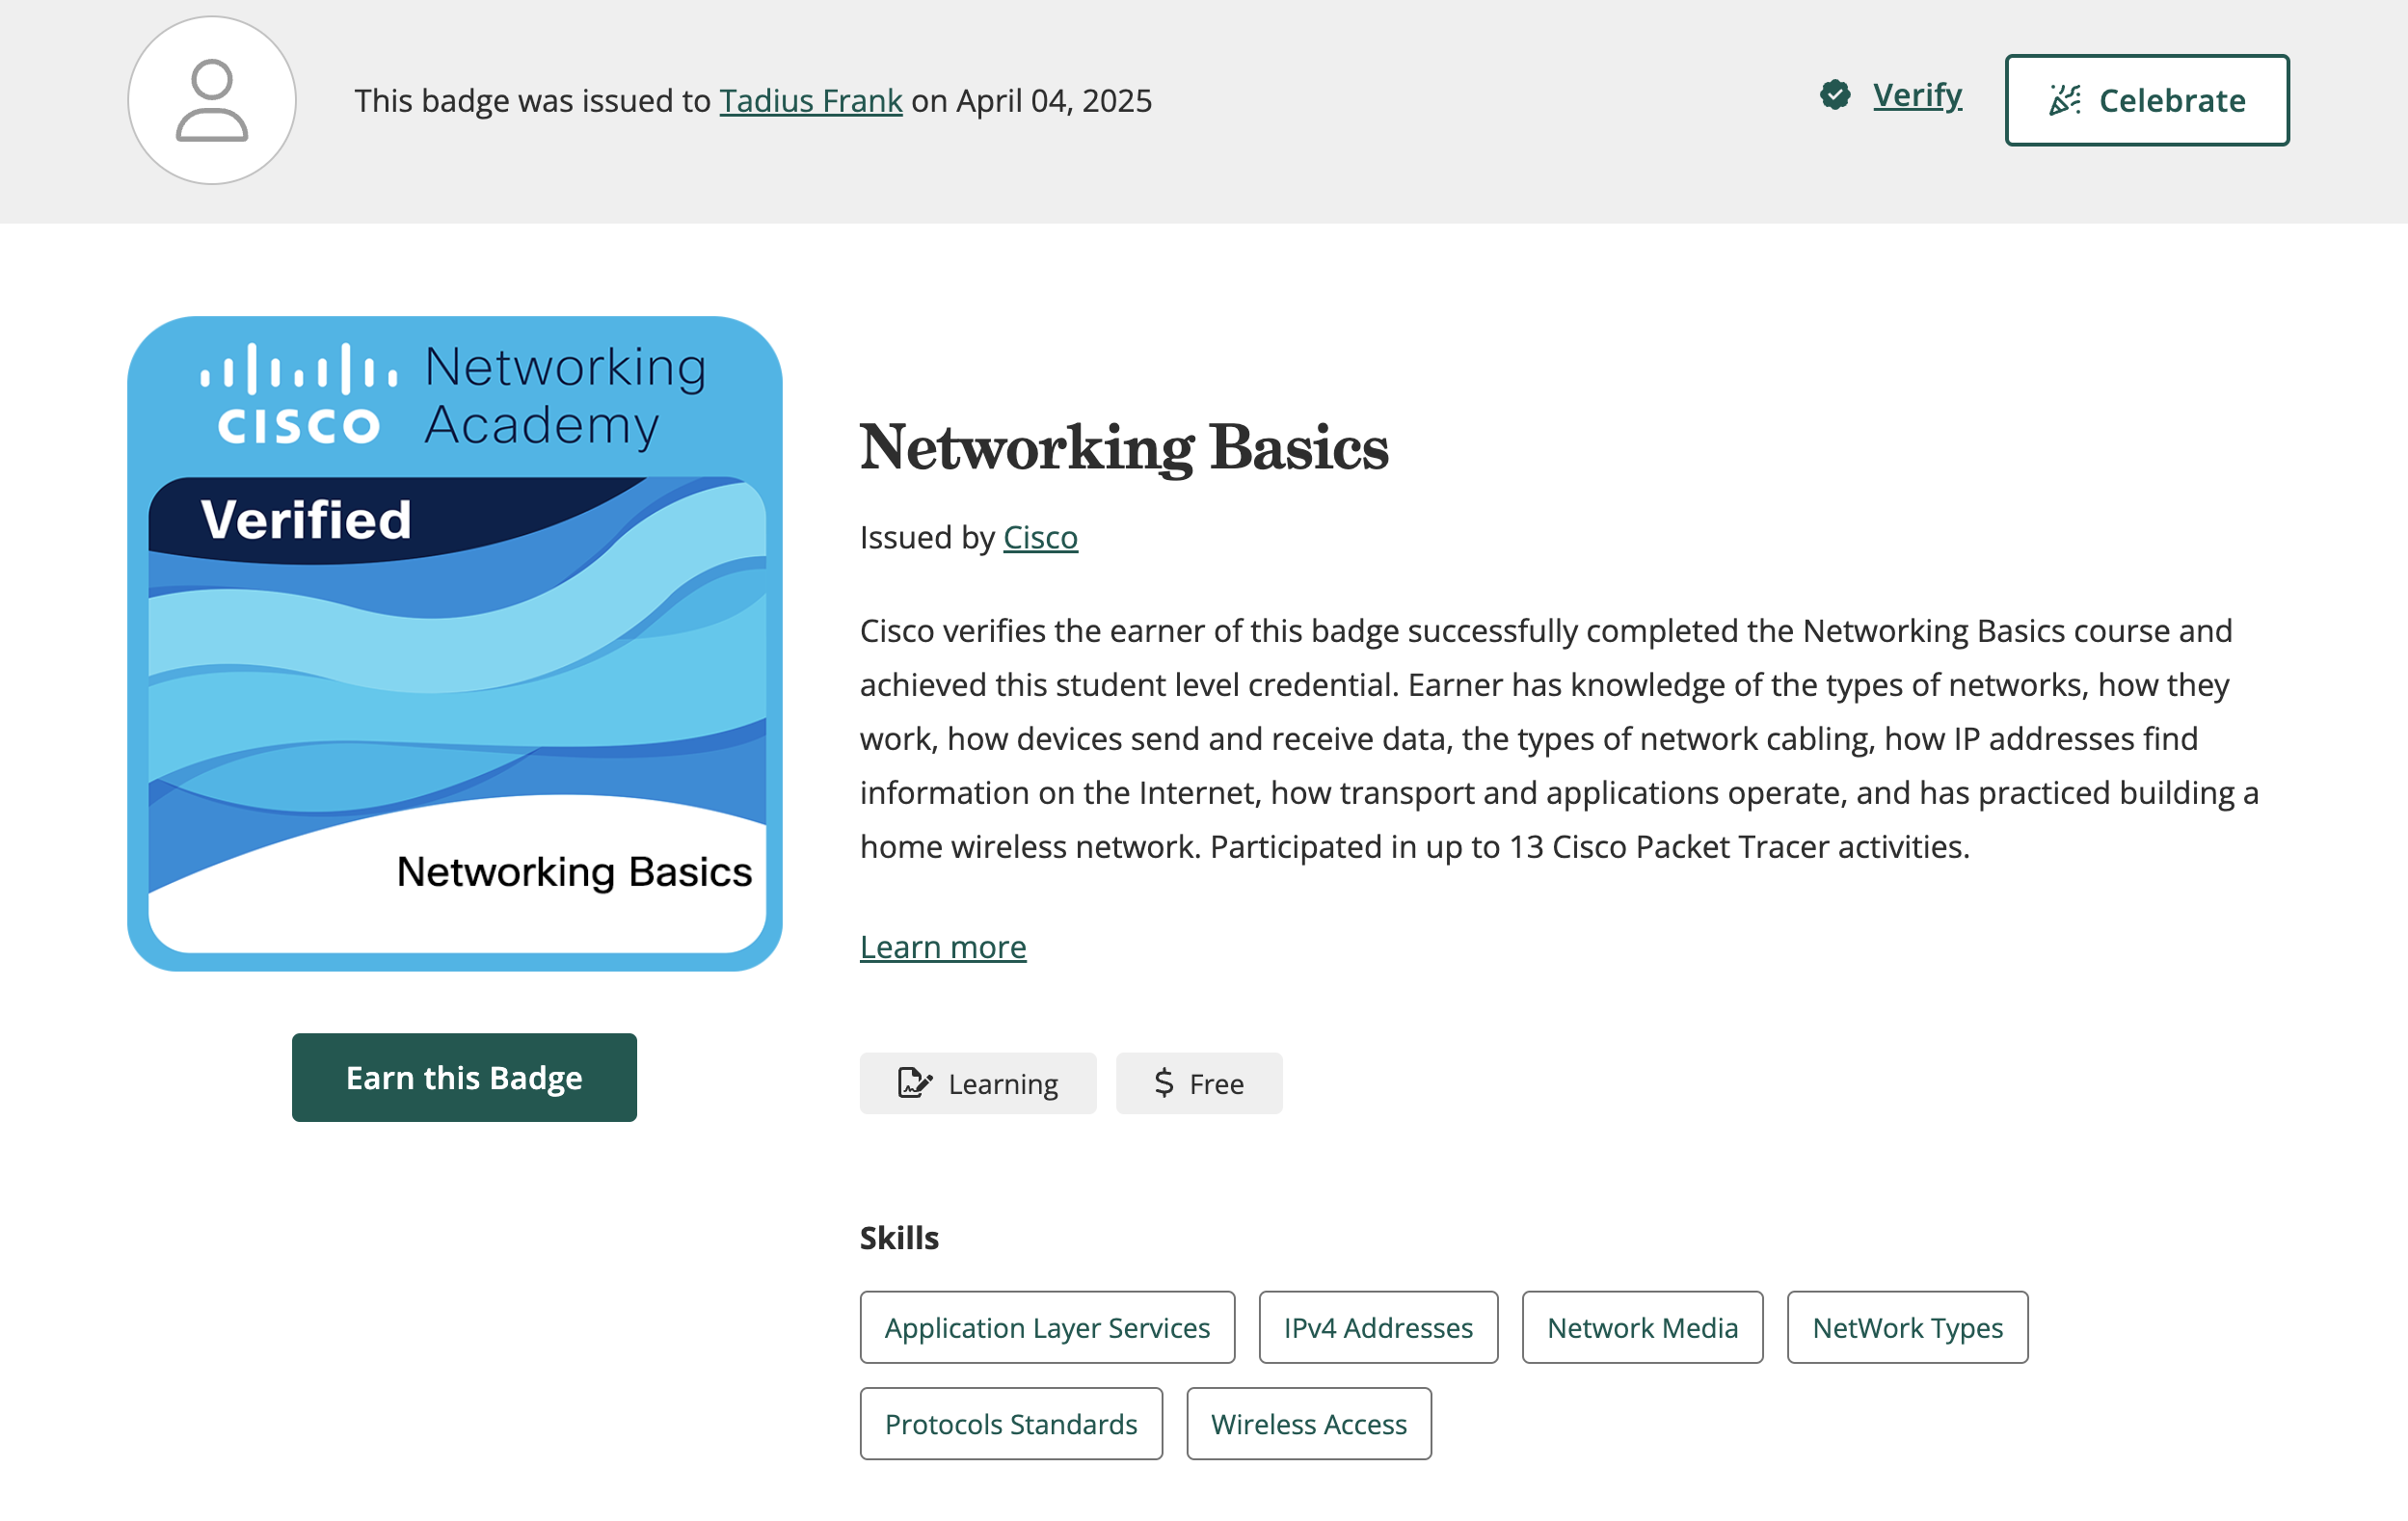 This badge was issued to Tadius Frank on April 04, 2025
Verify
Celebrate
CISCO
Networking
Academy
Verified
Networking Basics
Earn this Badge
Networking Basics
Issued by Cisco
Cisco verifies the earner of this badge successfully completed the Networking Basics course and
achieved this student level credential. Earner has knowledge of the types of networks, how they
work, how devices send and receive data, the types of network cabling, how IP addresses find
information on the Internet, how transport and applications operate, and has practiced building a
home wireless network. Participated in up to 13 Cisco Packet Tracer activities.
Learn more
Learning
$ Free
Skills
Application Layer Services
IPv4 Addresses
Network Media
NetWork Types
Protocols Standards
Wireless Access